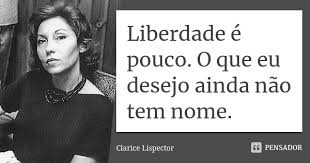 Liberdade é
pouco. O que eu
desejo ainda não
tem nome.
Clarice Lispector
PENSADOR